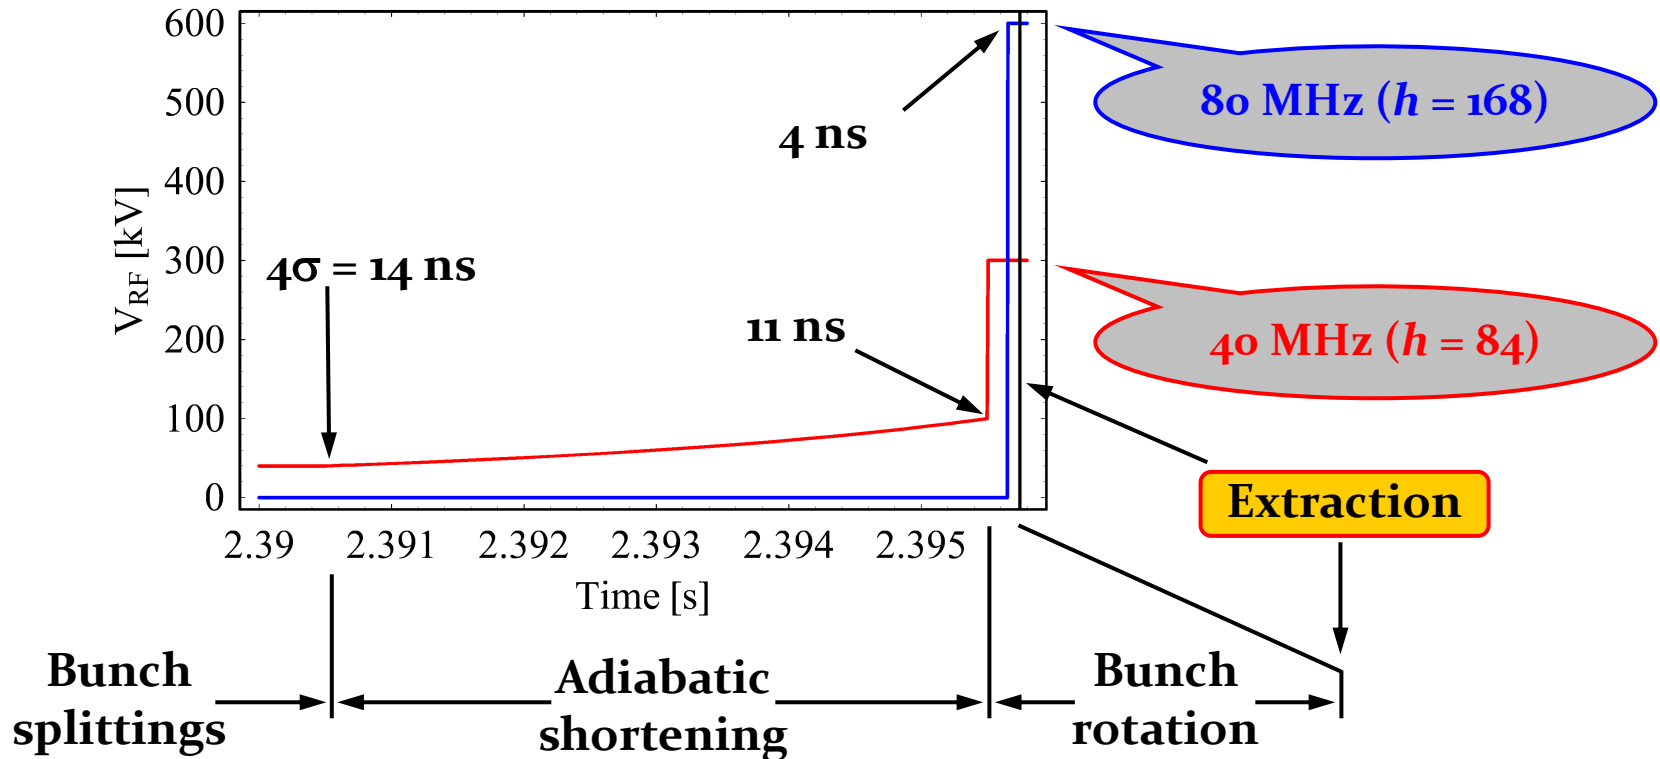 600
500
400
300
200
100
0
V_RF [kV]
2.39 2.391 2.392 2.393 2.394 2.395
Time [s]
4 ns
4σ = 14 ns
11 ns
80 MHz (h = 168)
40 MHz (h = 84)
Extraction
Bunch
splittings
Adiabatic
shortening
Bunch
rotation